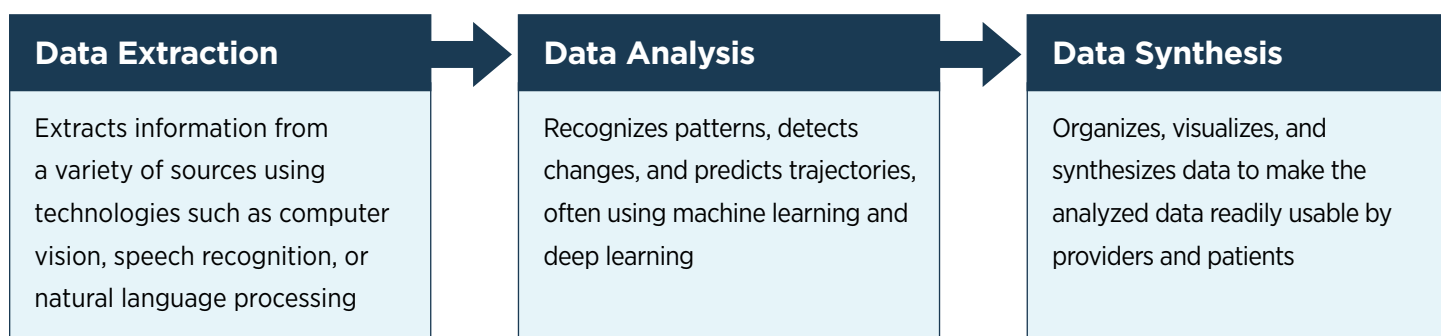 Data Extraction
Extracts information from
a variety of sources using
technologies such as computer
vision, speech recognition, or
natural language processing
Data Analysis
Recognizes patterns, detects
changes, and predicts trajectories,
often using machine learning and
deep learning
Data Synthesis
Organizes, visualizes, and
synthesizes data to make the
analyzed data readily usable by
providers and patients